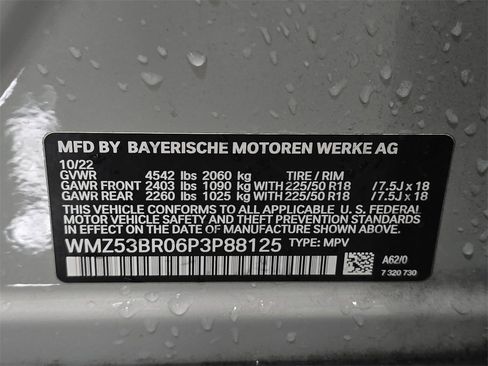 MFD BY BAYERISCHE MOTOREN WERKE AG
10/22
GVWR 4542 lbs 2060 kg TIRE / RIM
GAWR FRONT 2403 lbs 1090 kg WITH 225/50 R18 / 7.5J x 18
GAWR REAR 2260 lbs 1025 kg WITH 225/50 R18 / 7.5J x 18
THIS VEHICLE CONFORMS TO ALL APPLICABLE U. S. FEDERAL
MOTOR VEHICLE SAFETY AND THEFT PREVENTION STANDARDS
IN EFFECT ON THE DATE OF MANUFACTURE SHOWN ABOVE.
WMZ53BR06P3P88125 TYPE: MPV
A62/0
7 320 730